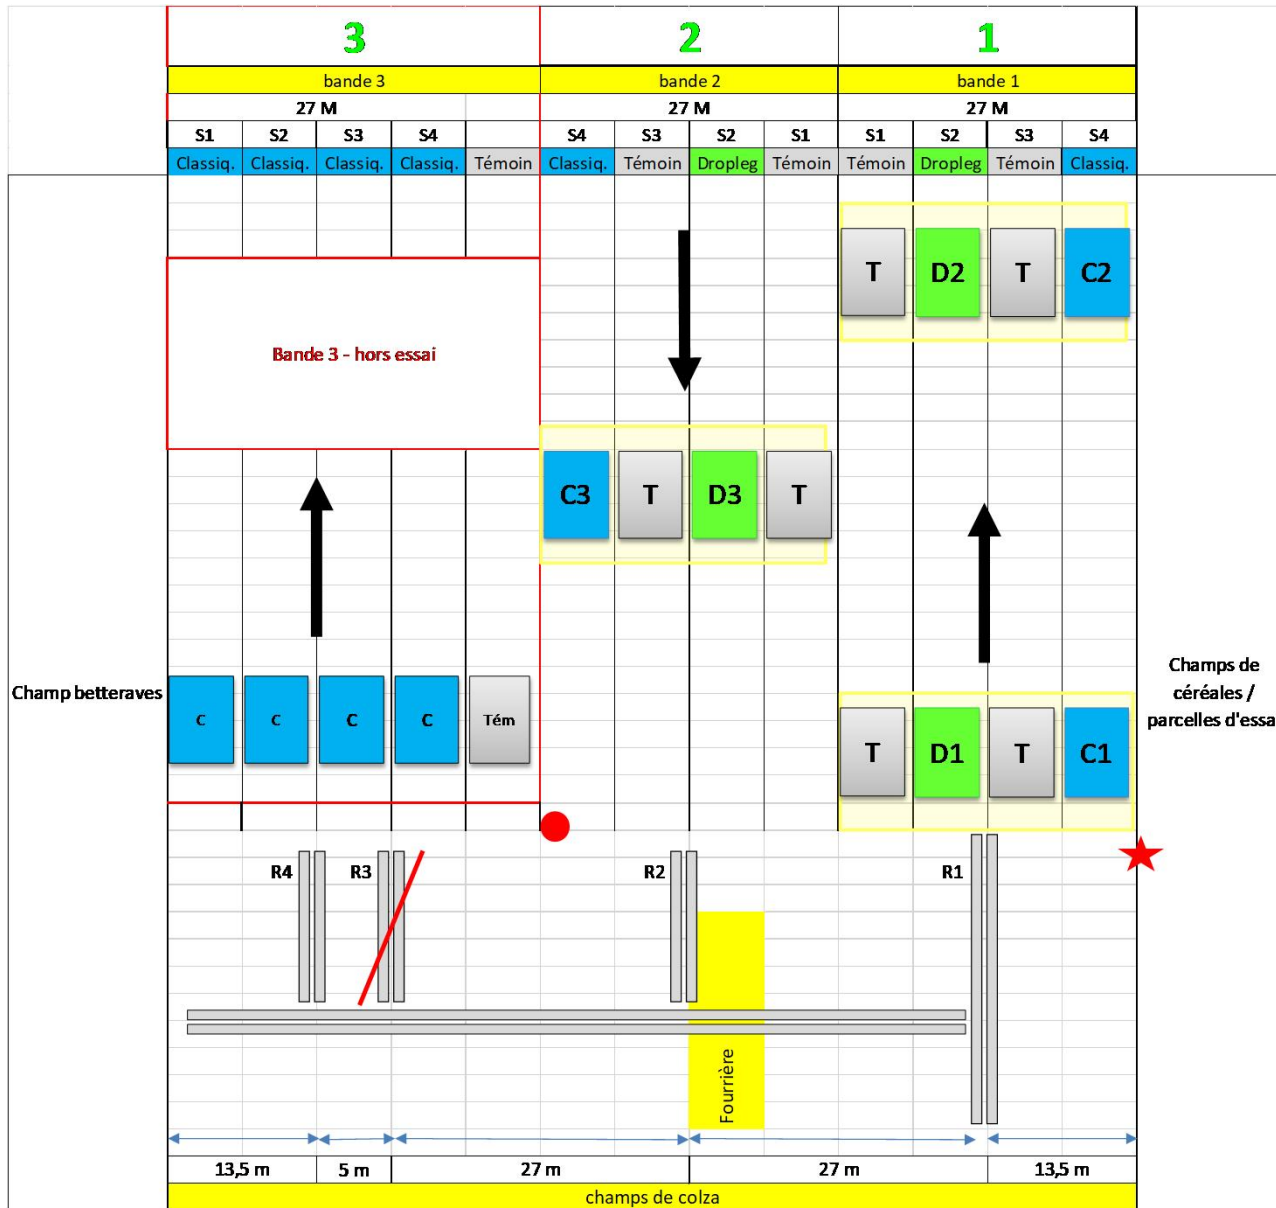 3 2 1
bande 3 bande 2 bande 1
27 M 27 M 27 M
S1 S2 S3 S4 S4 S3 S2 S1 S1 S2 S3 S4
Classiq. Classiq. Classiq. Classiq. Témoin Classiq. Témoin Dropleg Témoin Témoin Dropleg Témoin Classiq.
T D2 T C2
Bande 3 - hors essai
C3 T D3 T
Champ betteraves
C C C C Tém
T D1 T C1
Champs de
céréales /
parcelles d'essa
R4 R3 R2 R1
Fourrière
13,5 m 5 m 27 m 27 m 13,5 m
champs de colza